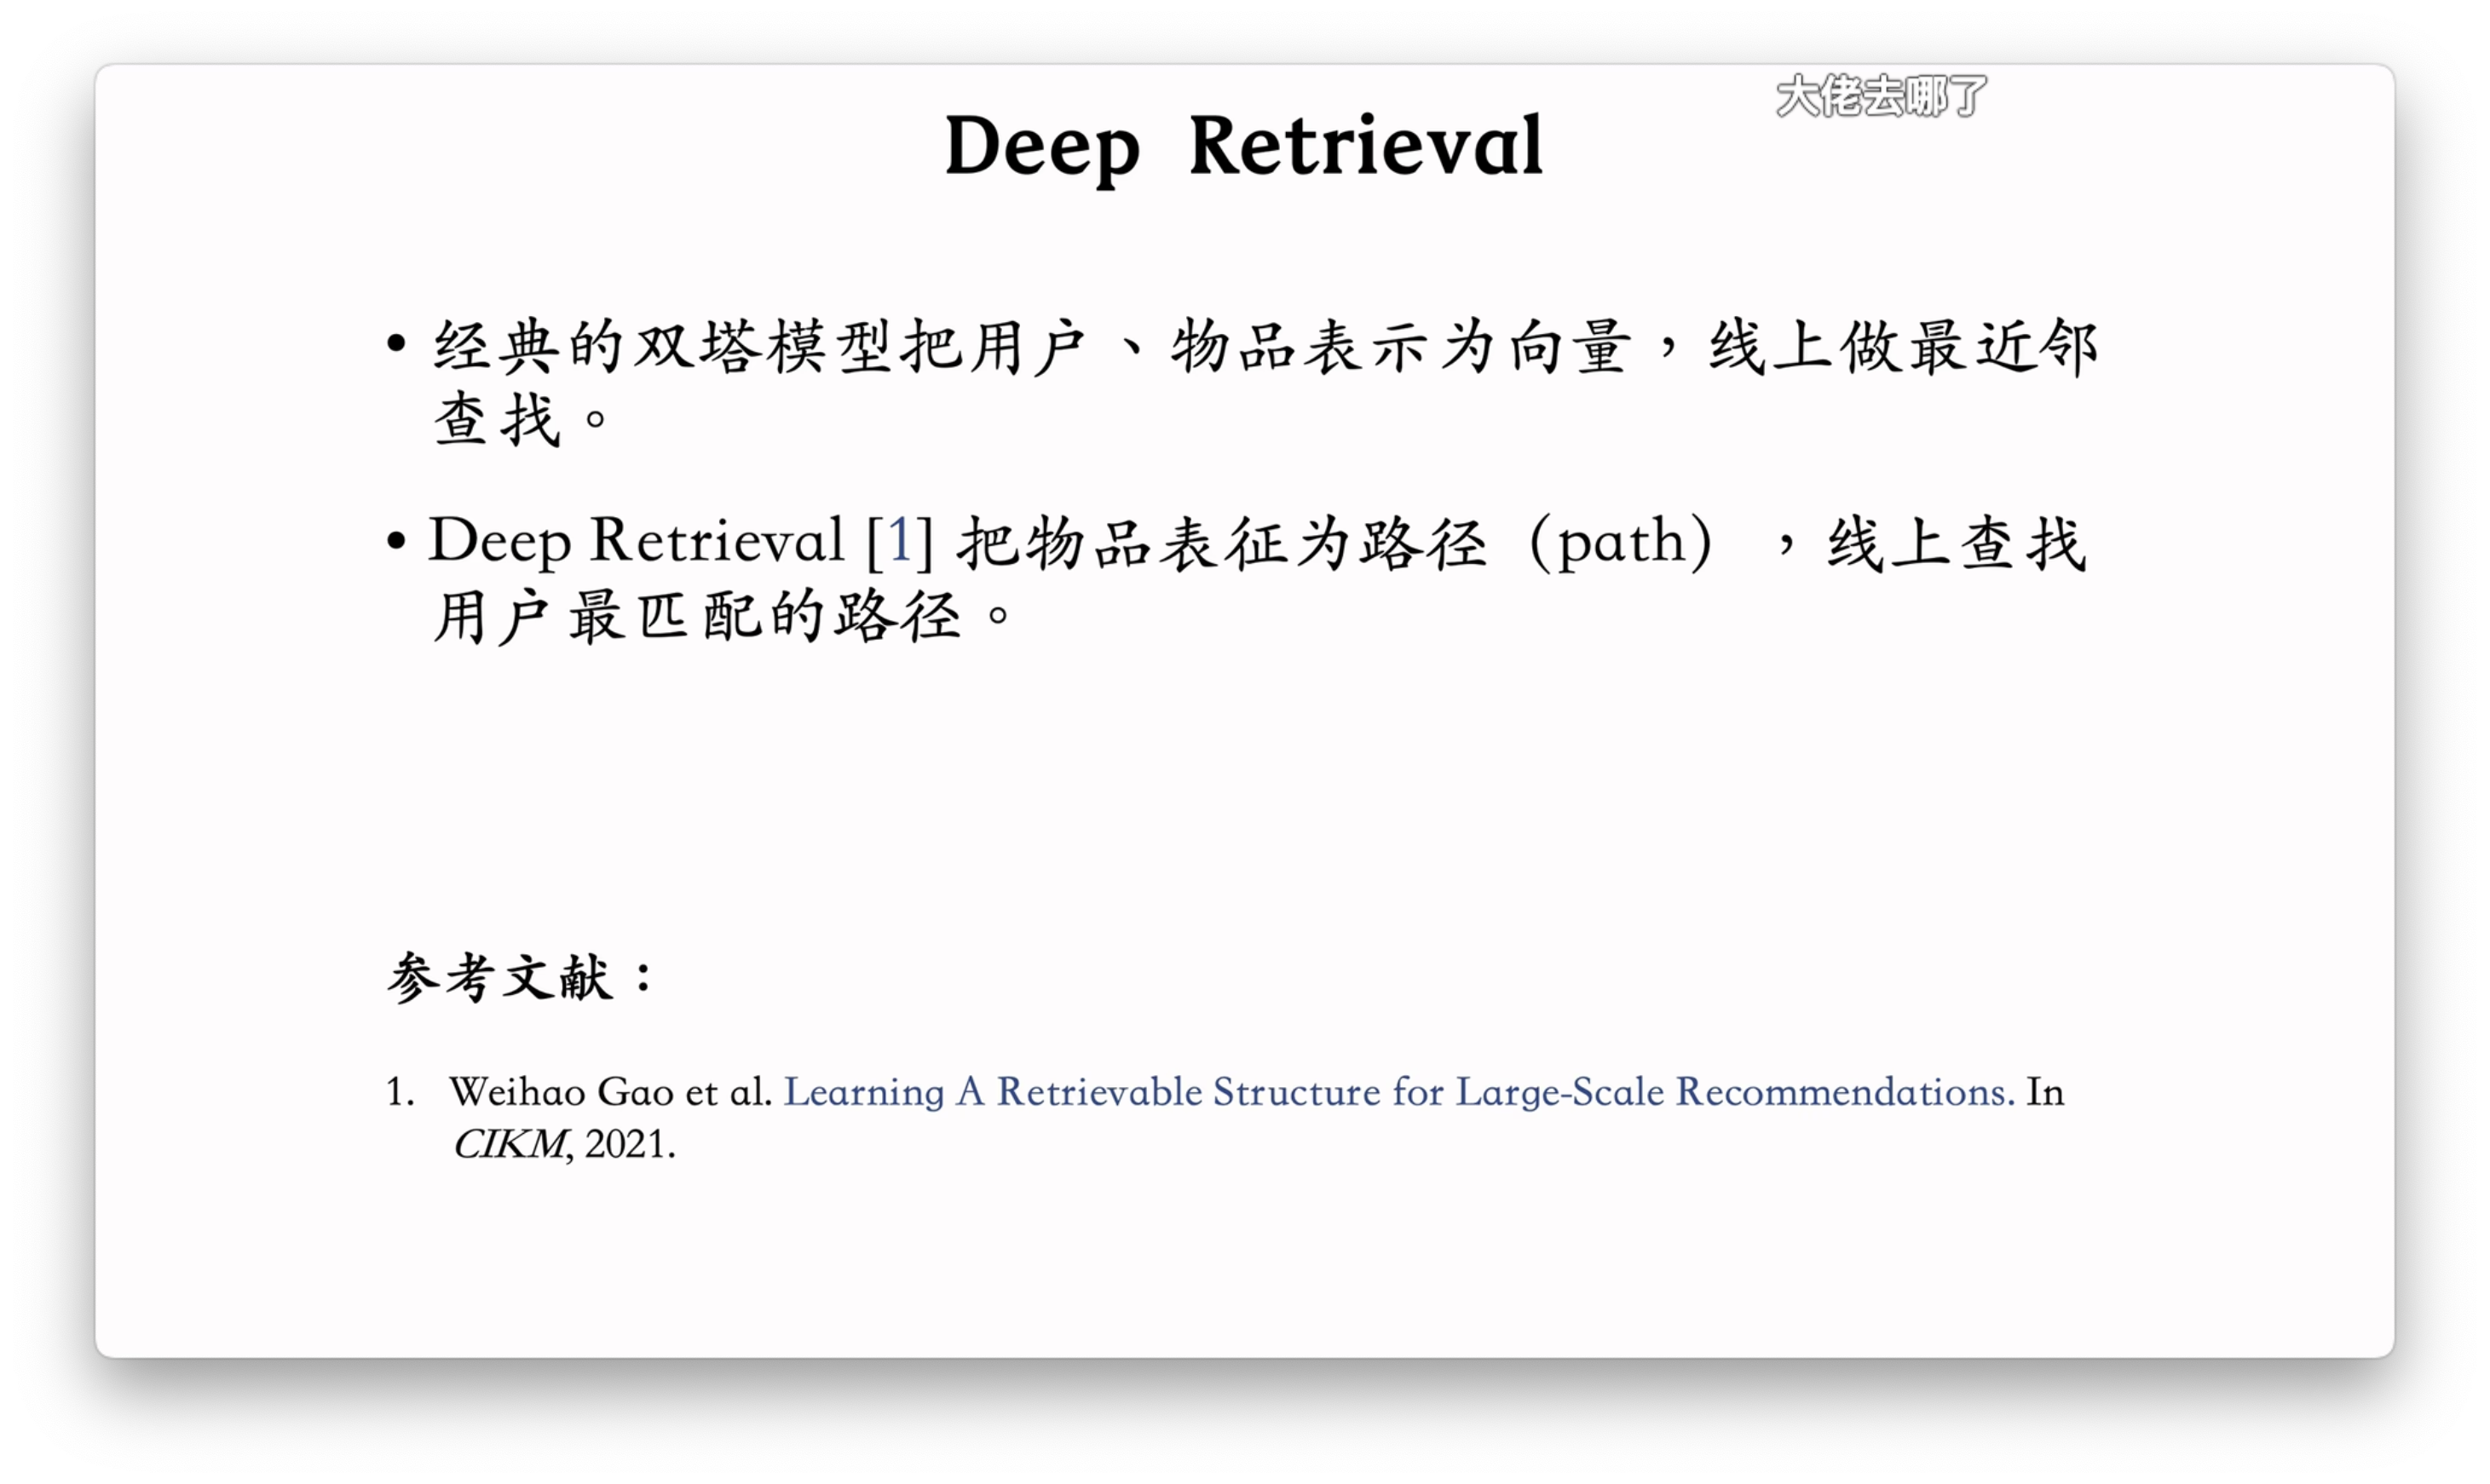 大佬去哪了
Deep Retrieval
• 经典的双塔模型把用户、物品表示为向量，线上做最近邻
查找。
• Deep Retrieval [1] 把物品表征为路径（path），线上查找
用户最匹配的路径。
参考文献：
1. Weihao Gao et al. Learning A Retrievable Structure for Large-Scale Recommendations. In
CIKM, 2021.